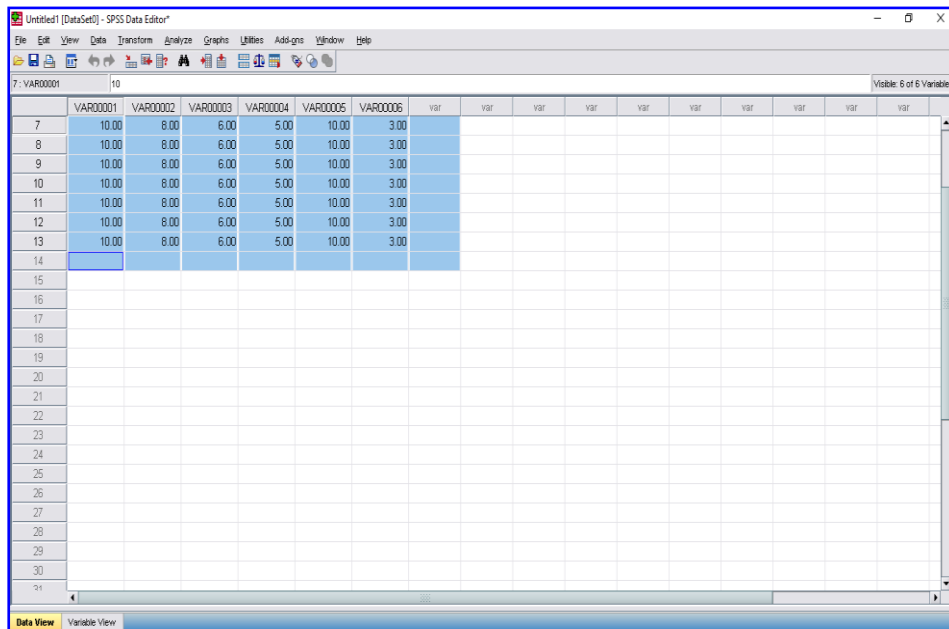 Untitled1 [DataSet0] - SPSS Data Editor*
File Edit View Data Transform Analyze Graphs Utilities Add-ons Window Help
7 : VAR00001 10 Visible: 6 of 6 Variable
VAR00001 VAR00002 VAR00003 VAR00004 VAR00005 VAR00006 var var var var var var var var var var
7 10.00 8.00 6.00 5.00 10.00 3.00
8 10.00 8.00 6.00 5.00 10.00 3.00
9 10.00 8.00 6.00 5.00 10.00 3.00
10 10.00 8.00 6.00 5.00 10.00 3.00
11 10.00 8.00 6.00 5.00 10.00 3.00
12 10.00 8.00 6.00 5.00 10.00 3.00
13 10.00 8.00 6.00 5.00 10.00 3.00
14
15
16
17
18
19
20
21
22
23
24
25
26
27
28
29
30
31
Data View Variable View